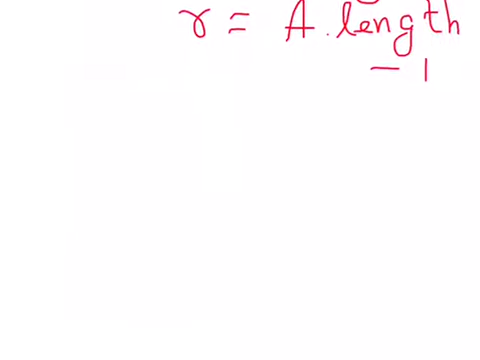 r = A.length
- 1